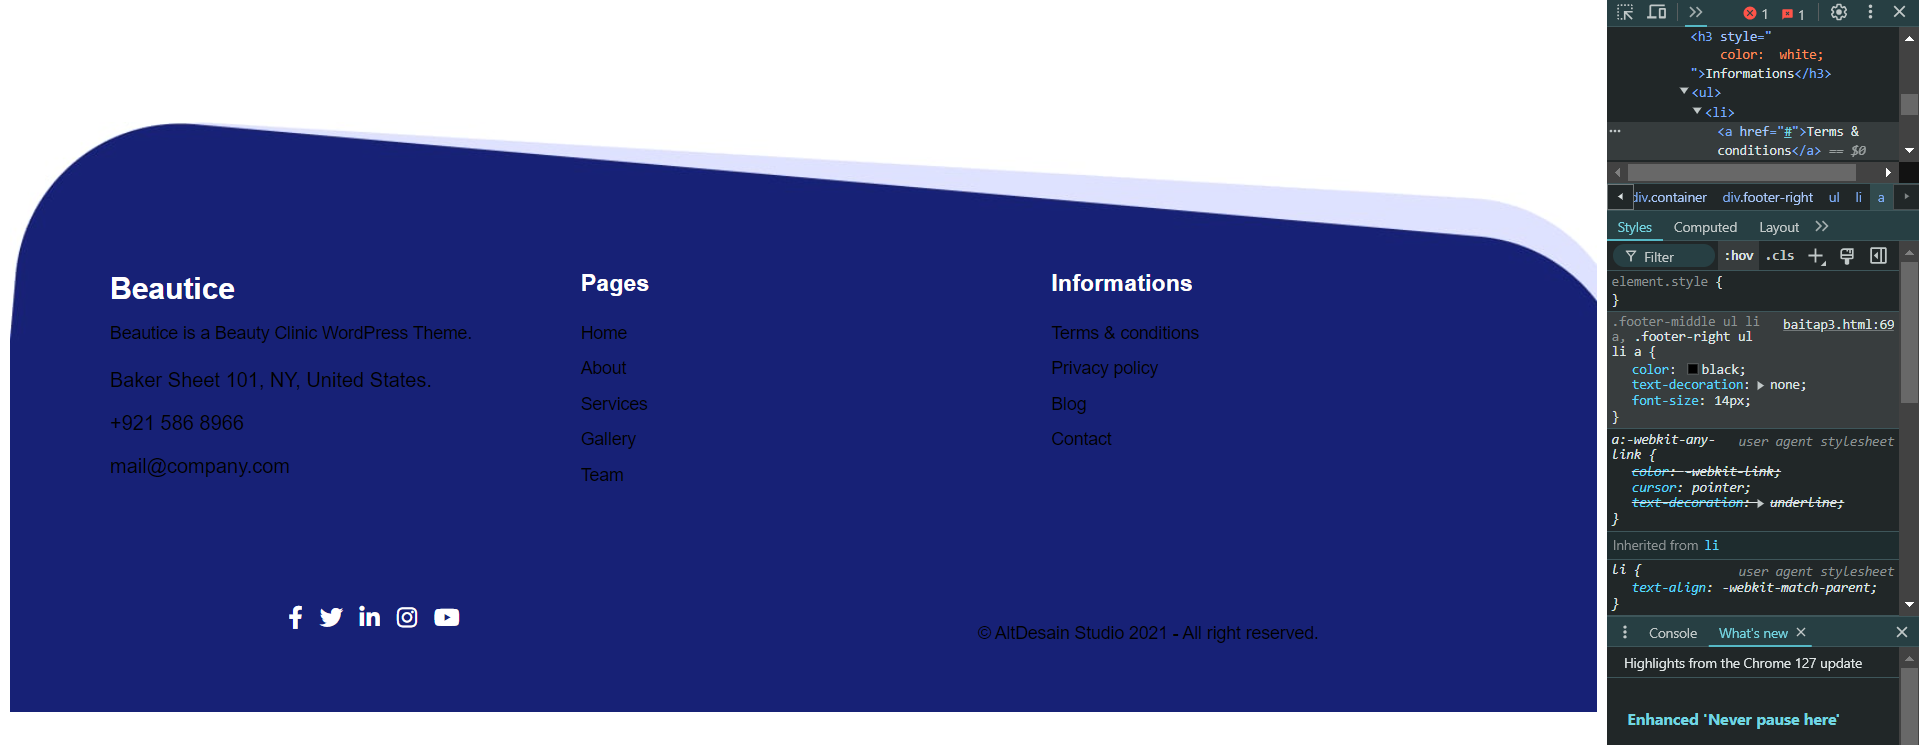 Beautice
Beautice is a Beauty Clinic WordPress Theme.
Baker Sheet 101, NY, United States.
+921 586 8966
mail@company.com
Pages
Home
About
Services
Gallery
Team
Informations
Terms & conditions
Privacy policy
Blog
Contact
© AltDesain Studio 2021 - All right reserved.
1 1
<h3 style="
color: white;
">Informations</h3>
<ul>
<li>
<a href="#">Terms &
conditions</a> == $0
div.container div.footer-right ul li a
Styles Computed Layout
Filter :hov .cls
element.style {
}
.footer-middle ul li baitap3.html:69
a, .footer-right ul
li a {
color: black;
text-decoration: none;
font-size: 14px;
}
a:-webkit-any- user agent stylesheet
link {
color: -webkit-link;
cursor: pointer;
text-decoration: underline;
}
Inherited from li
li { user agent stylesheet
text-align: -webkit-match-parent;
}
Console What's new
Highlights from the Chrome 127 update
Enhanced 'Never pause here'